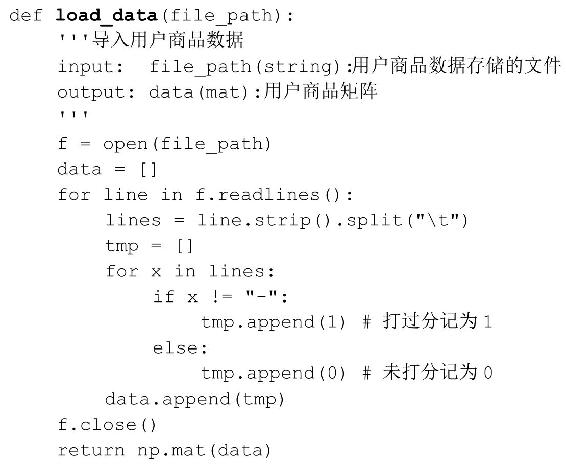 def load_data(file_path):
    '''导入用户商品数据
    input:  file_path(string):用户商品数据存储的文件
    output: data(mat):用户商品矩阵
    '''
    f = open(file_path)
    data = []
    for line in f.readlines():
        lines = line.strip().split("\t")
        tmp = []
        for x in lines:
            if x != "-":
                tmp.append(1) # 打过分记为1
            else:
                tmp.append(0) # 未打分记为0
        data.append(tmp)
    f.close()
    return np.mat(data)